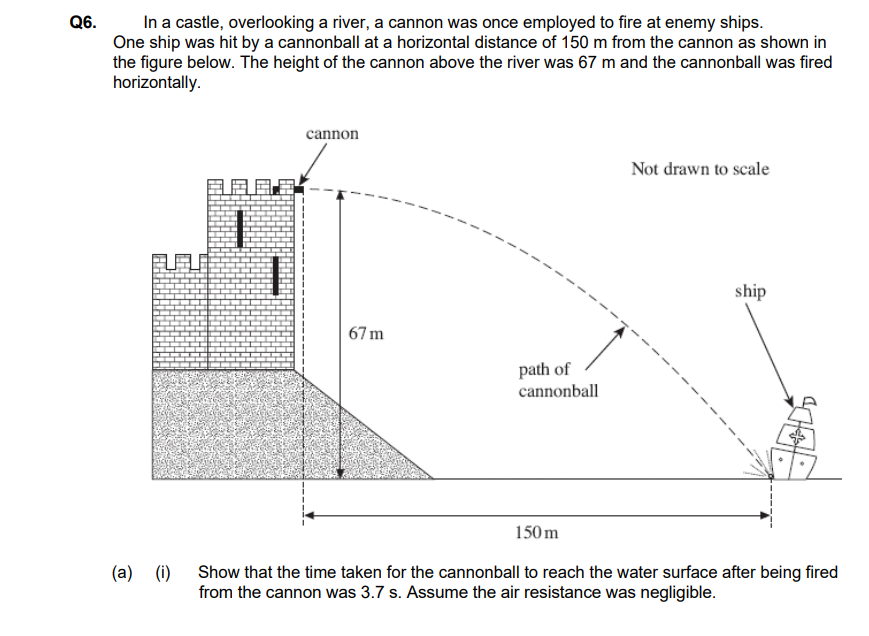 Q6. In a castle, overlooking a river, a cannon was once employed to fire at enemy ships.
One ship was hit by a cannonball at a horizontal distance of 150 m from the cannon as shown in
the figure below. The height of the cannon above the river was 67 m and the cannonball was fired
horizontally.
cannon
Not drawn to scale
ship
67 m
path of
cannonball
150 m
(a) (i) Show that the time taken for the cannonball to reach the water surface after being fired
from the cannon was 3.7 s. Assume the air resistance was negligible.